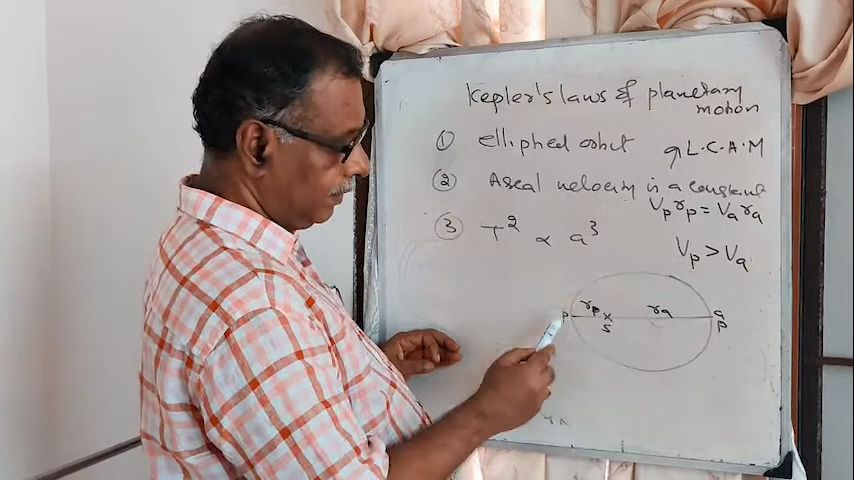 Kepler's laws of planetary
motion
① elliphed orbit
L.C.A.M
② Areal velocity is a constant
Vp rp = Va ra
③ T² ∝ a³
Vp > Va
rp ra
P S a
P